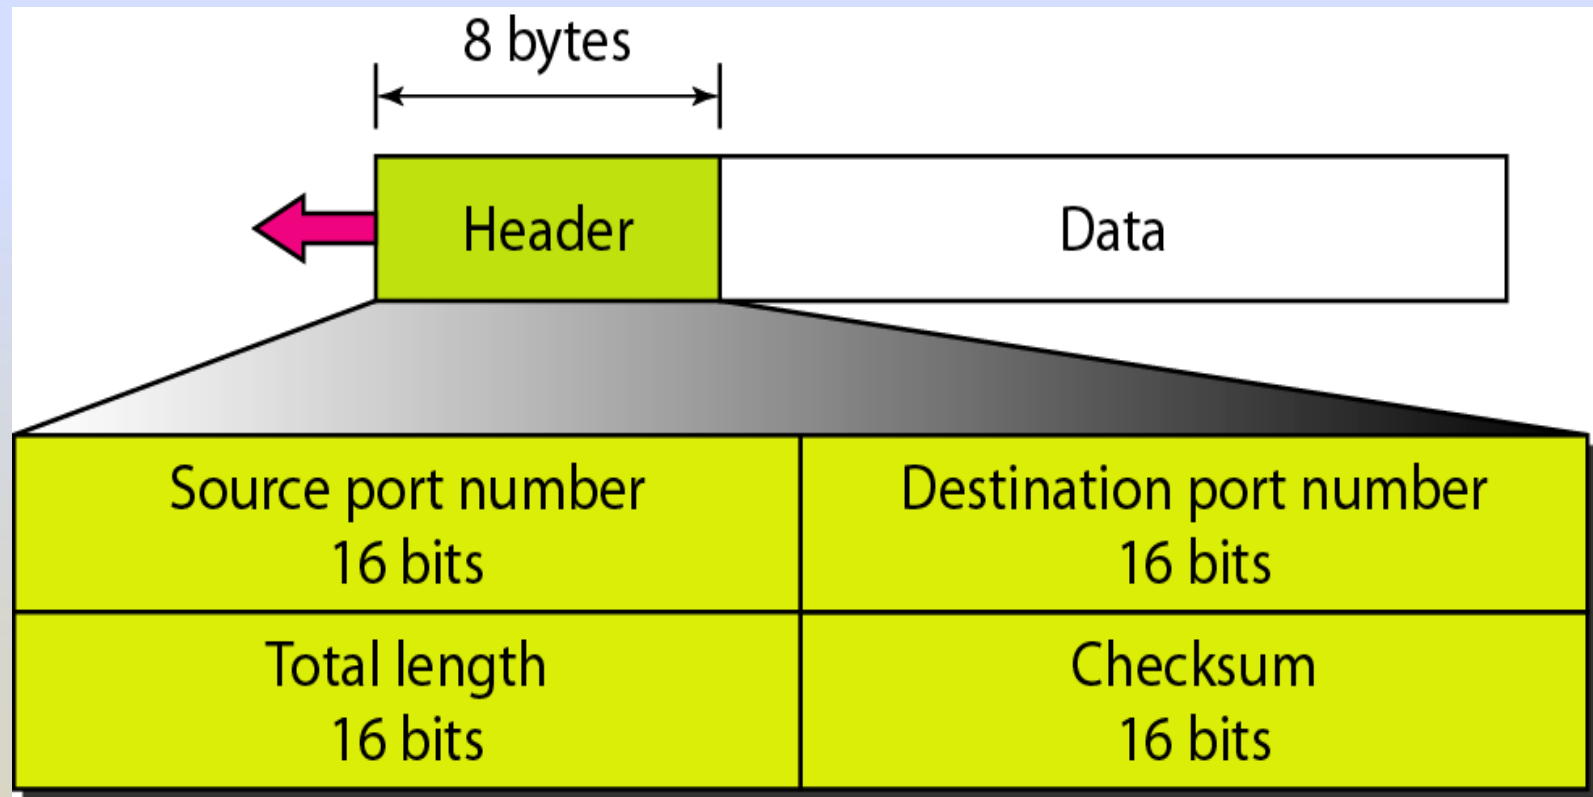 8 bytes
Header
Data
Source port number
16 bits
Destination port number
16 bits
Total length
16 bits
Checksum
16 bits